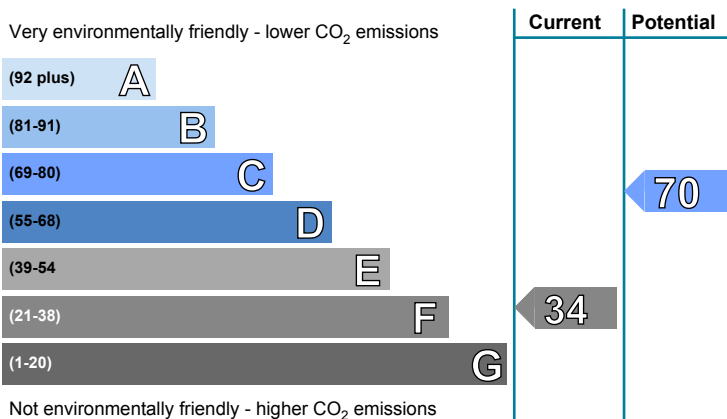 Very environmentally friendly - lower CO2 emissions
Current
Potential
(92 plus) A
(81-91) B
(69-80) C
70
(55-68) D
(39-54 E
(21-38) F
34
(1-20) G
Not environmentally friendly - higher CO2 emissions